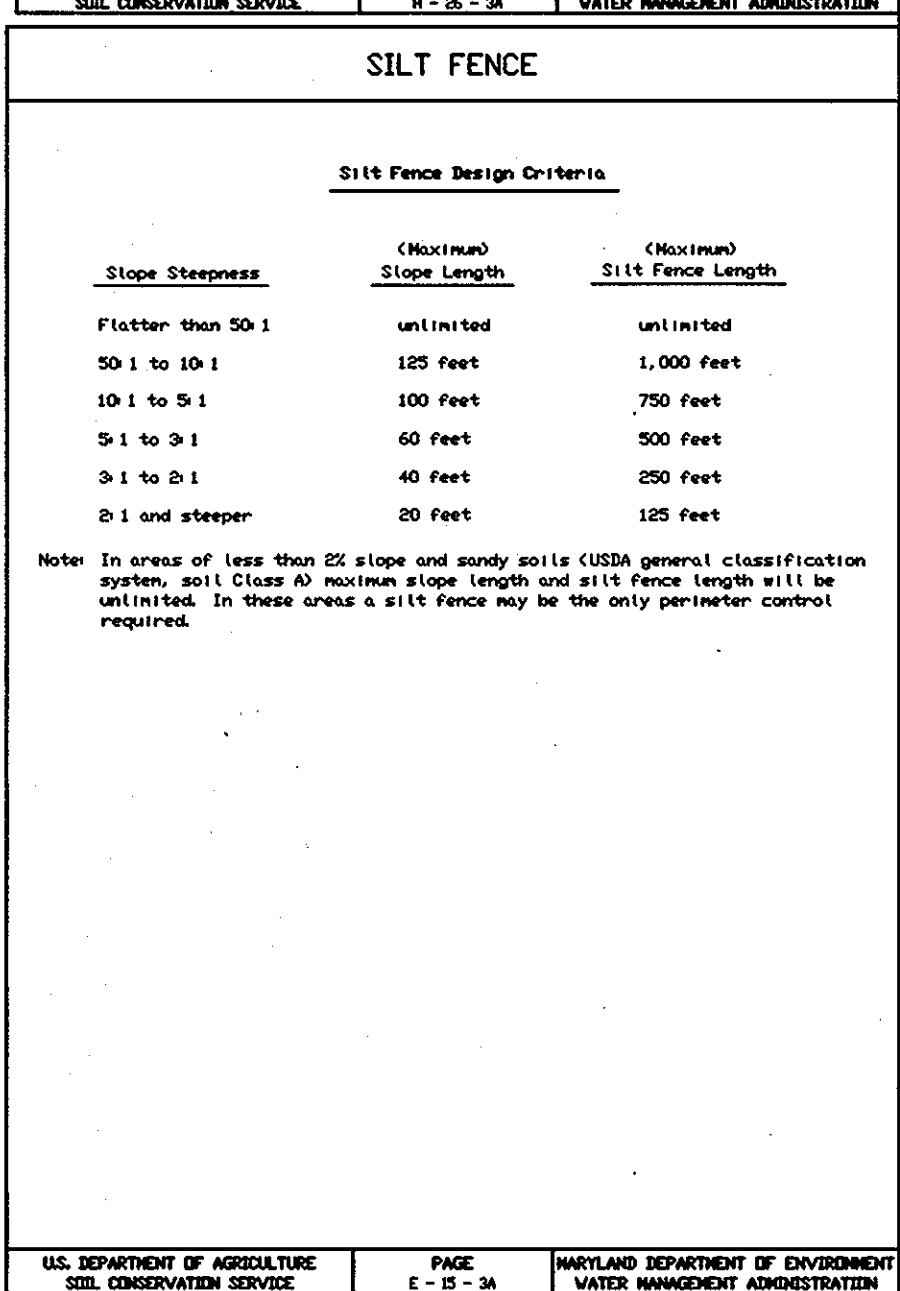 SOIL CONSERVATION SERVICE H - 26 - 3A WATER MANAGEMENT ADMINISTRATION
SILT FENCE
Silt Fence Design Criteria
(Maximum) (Maximum)
Slope Steepness Slope Length Silt Fence Length
Flatter than 50:1 unlimited unlimited
50:1 to 10:1 125 feet 1,000 feet
10:1 to 5:1 100 feet 750 feet
5:1 to 3:1 60 feet 500 feet
3:1 to 2:1 40 feet 250 feet
2:1 and steeper 20 feet 125 feet
Note: In areas of less than 2% slope and sandy soils (USDA general classification
system, soil Class A) maximum slope length and silt fence length will be
unlimited. In these areas a silt fence may be the only perimeter control
required.
U.S. DEPARTMENT OF AGRICULTURE PAGE MARYLAND DEPARTMENT OF ENVIRONMENT
SOIL CONSERVATION SERVICE E - 15 - 3A WATER MANAGEMENT ADMINISTRATION